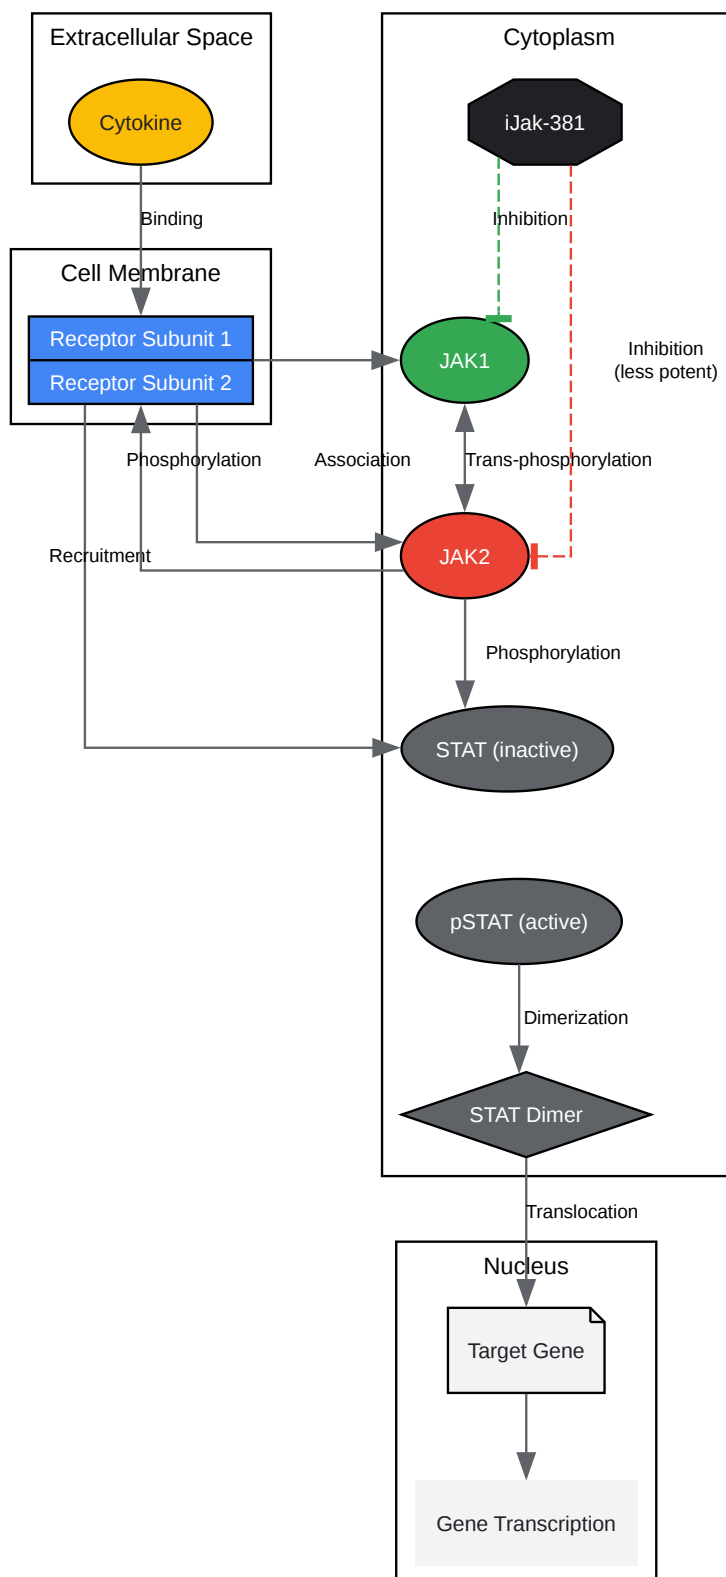 Extracellular Space
Cytoplasm
Cytokine
iJak-381
Binding
Inhibition
Cell Membrane
Receptor Subunit 1
Receptor Subunit 2
JAK1
Inhibition
(less potent)
Phosphorylation
Association
Trans-phosphorylation
Recruitment
JAK2
Phosphorylation
STAT (inactive)
pSTAT (active)
Dimerization
STAT Dimer
Translocation
Nucleus
Target Gene
Gene Transcription